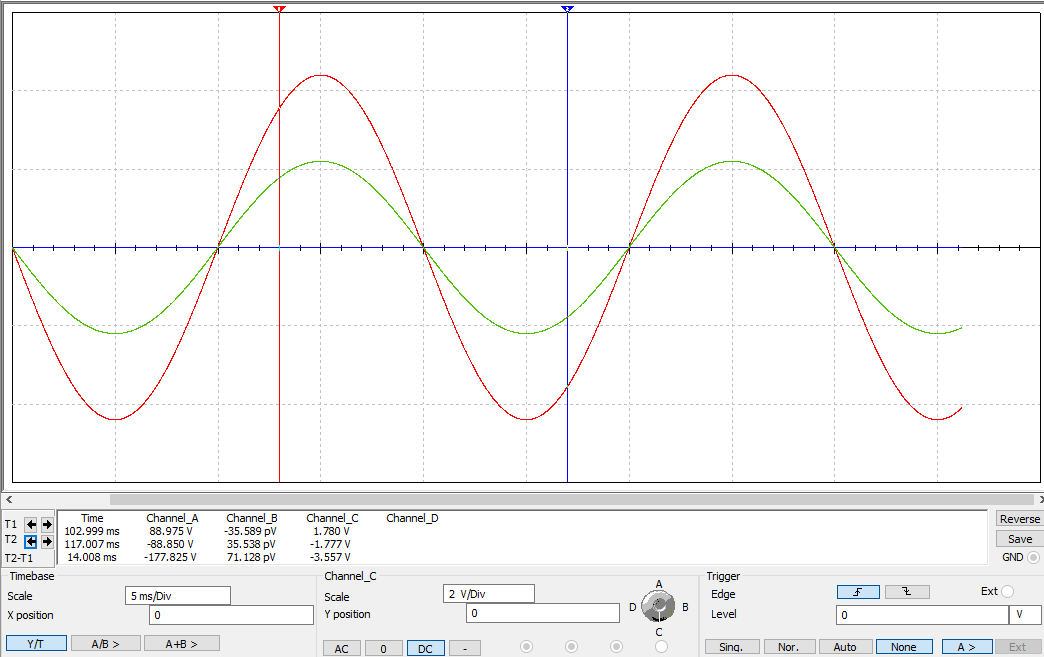 1 2
T1 T2 T2-T1
Time Channel_A Channel_B Channel_C Channel_D
102.999 ms 88.975 V -35.589 pV 1.780 V
117.007 ms -88.850 V 35.538 pV -1.777 V
14.008 ms -177.825 V 71.128 pV -3.557 V
Reverse
Save
GND
Timebase
Scale 5 ms/Div
X position 0
Y/T A/B > A+B >
Channel_C
Scale 2 V/Div
Y position 0
AC 0 DC -
A
D B
C
Trigger
Edge Ext
Level 0 V
Sing. Nor. Auto None A > Ext